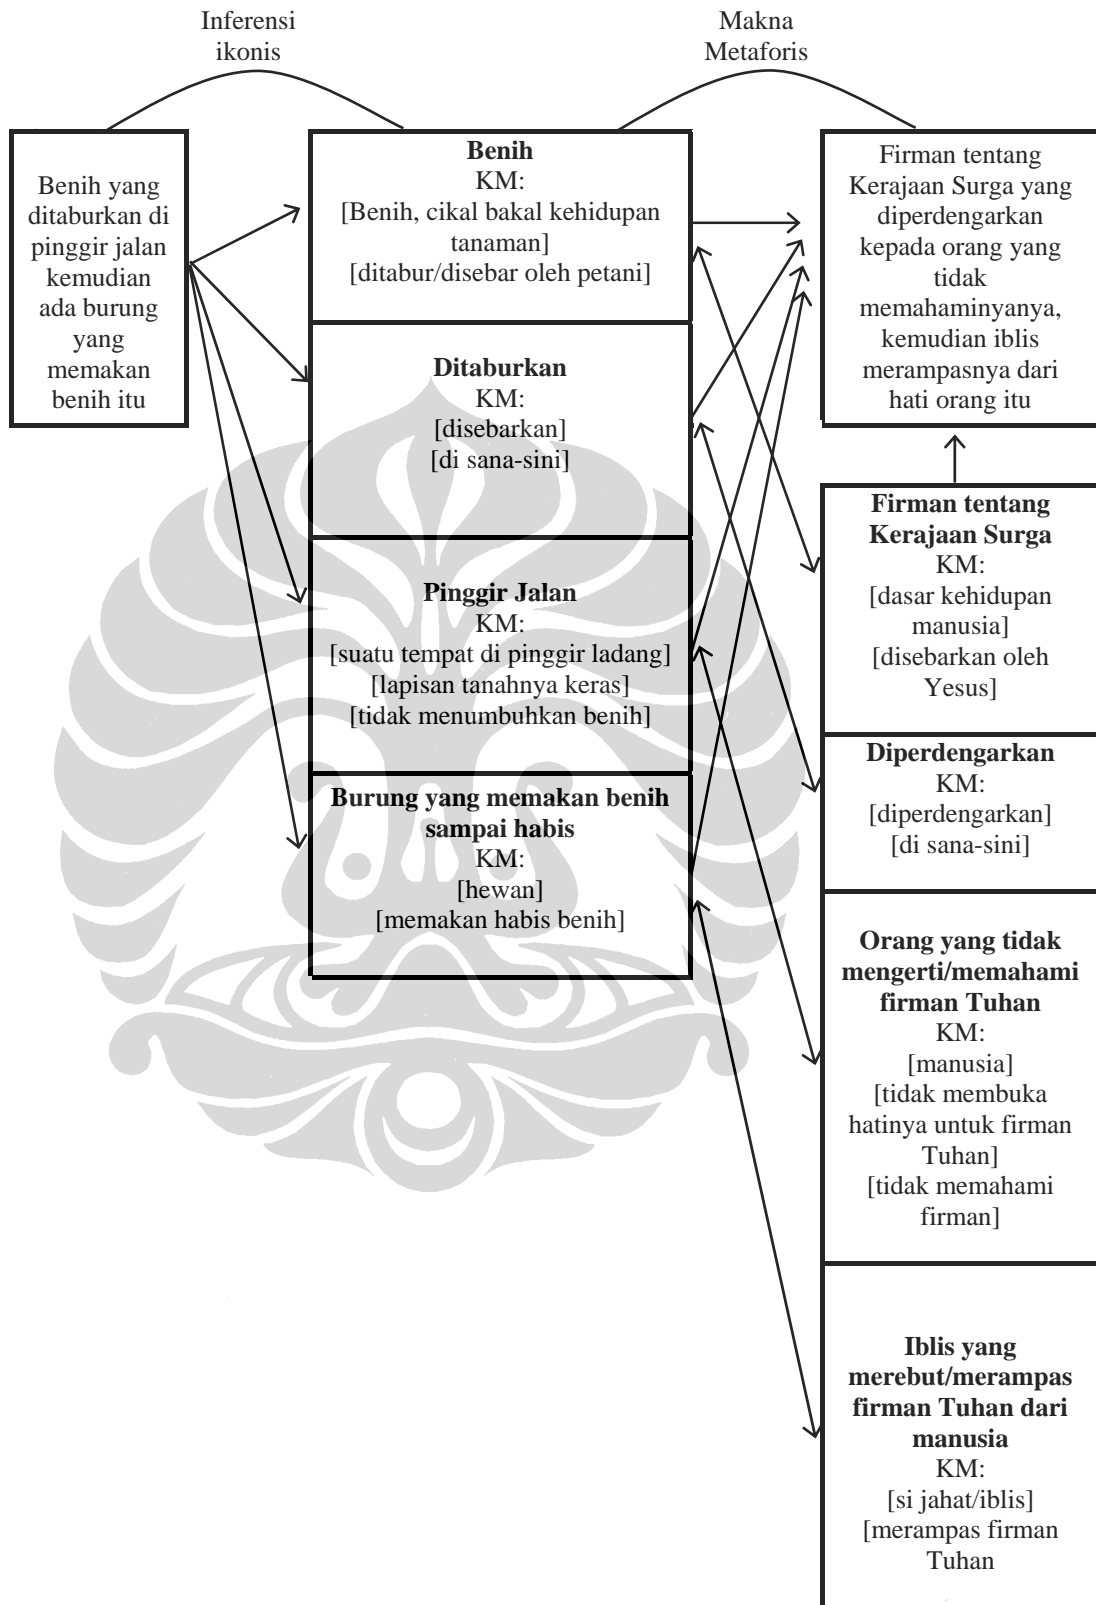 Inferensi
ikonis
Makna
Metaforis
Benih yang
ditaburkan di
pinggir jalan
kemudian
ada burung
yang
memakan
benih itu
Benih
KM:
[Benih, cikal bakal kehidupan
tanaman]
[ditabur/disebar oleh petani]
Ditaburkan
KM:
[disebarkan]
[di sana-sini]
Pinggir Jalan
KM:
[suatu tempat di pinggir ladang]
[lapisan tanahnya keras]
[tidak menumbuhkan benih]
Burung yang memakan benih
sampai habis
KM:
[hewan]
[memakan habis benih]
Firman tentang
Kerajaan Surga yang
diperdengarkan
kepada orang yang
tidak
memahaminyanya,
kemudian iblis
merampasnya dari
hati orang itu
Firman tentang
Kerajaan Surga
KM:
[dasar kehidupan
manusia]
[disebarkan oleh
Yesus]
Diperdengarkan
KM:
[diperdengarkan]
[di sana-sini]
Orang yang tidak
mengerti/memahami
firman Tuhan
KM:
[manusia]
[tidak membuka
hatinya untuk firman
Tuhan]
[tidak memahami
firman]
Iblis yang
merebut/merampas
firman Tuhan dari
manusia
KM:
[si jahat/iblis]
[merampas firman
Tuhan